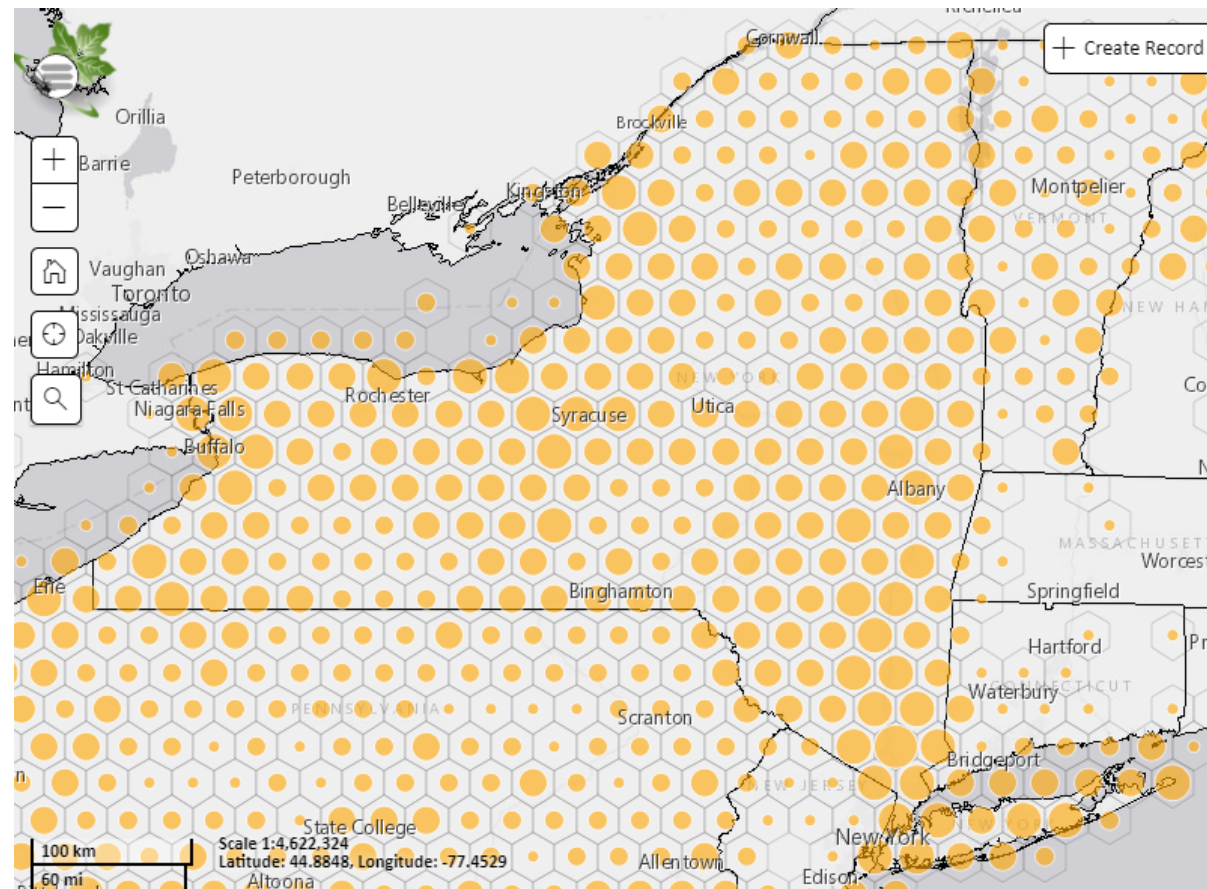 Cornwall
Create Record
Orillia
Brockville
Barrie
Peterborough
Kingston
Montpelier
Belleville
VERMONT
Oshawa
Vaughan
Toronto
Mississauga
NEW HAM
Oakville
Hamilton
NEW YORK
St Catharines
Rochester
Niagara Falls
Syracuse
Utica
Buffalo
Albany
MASSACHUSETT
Worcest
Erie
Binghamton
Springfield
Hartford
Waterbury
CONNECTICUT
PENNSYLVANIA
Scranton
Bridgeport
NEW JERSEY
State College
NEW YORK
New York
100 km
Scale 1:4,622,324
Latitude: 44.8848, Longitude: -77.4529
Allentown
60 mi
Altoona
Edison